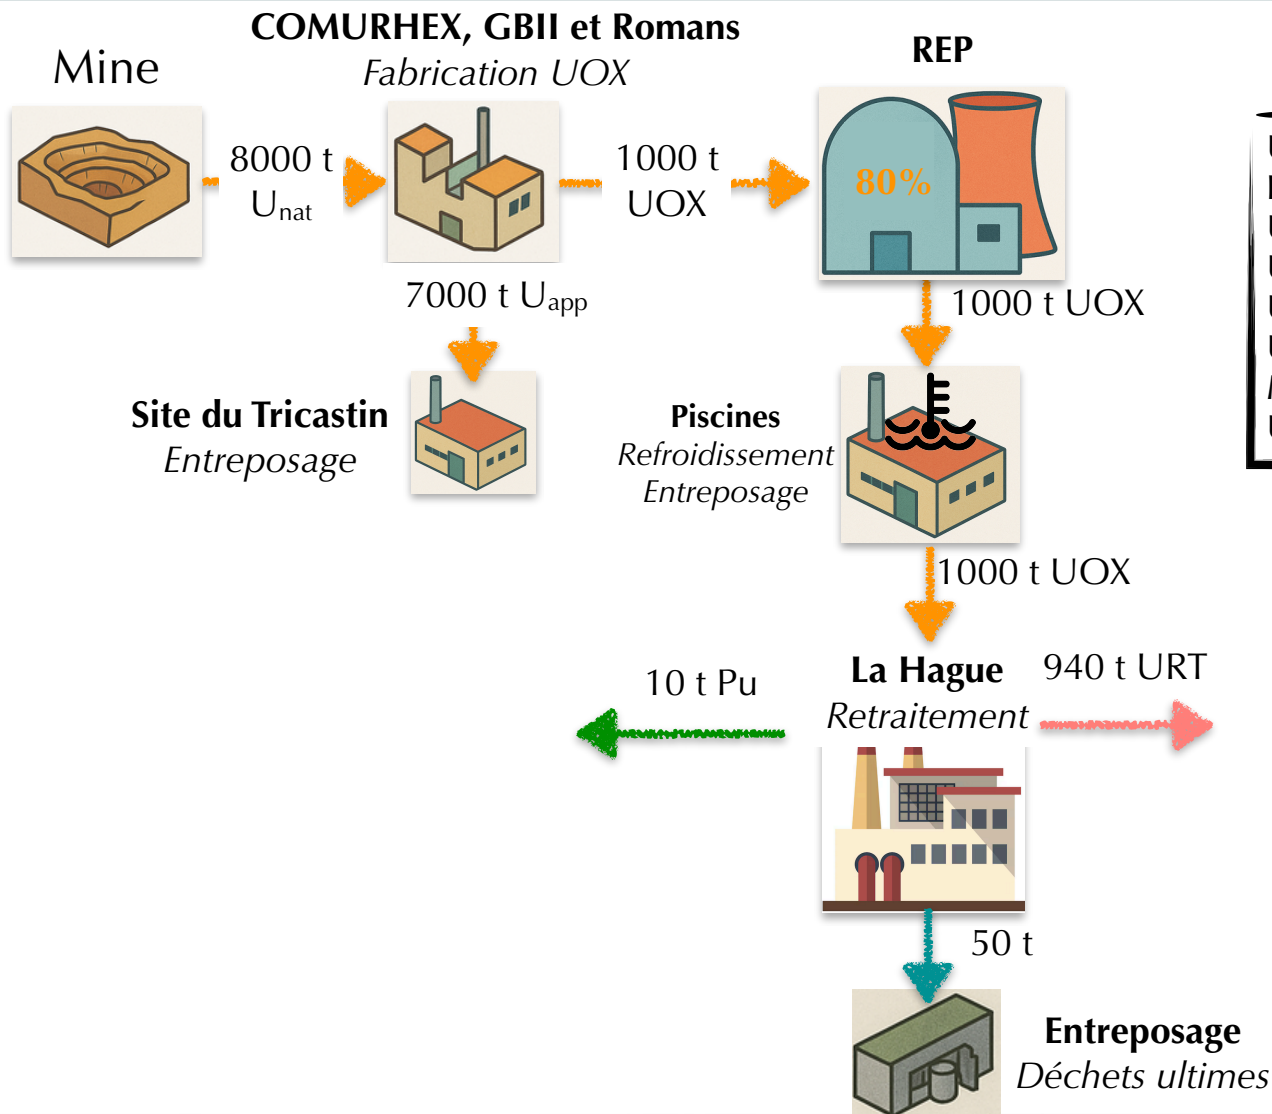 COMURHEX, GBII et Romans
Fabrication UOX
Mine
REP
8000 t
Unat
1000 t
UOX
80%
7000 t Uapp
1000 t UOX
Site du Tricastin
Entreposage
Piscines
Refroidissement
Entreposage
1000 t UOX
10 t Pu
La Hague
Retraitement
940 t URT
50 t
Entreposage
Déchets ultimes